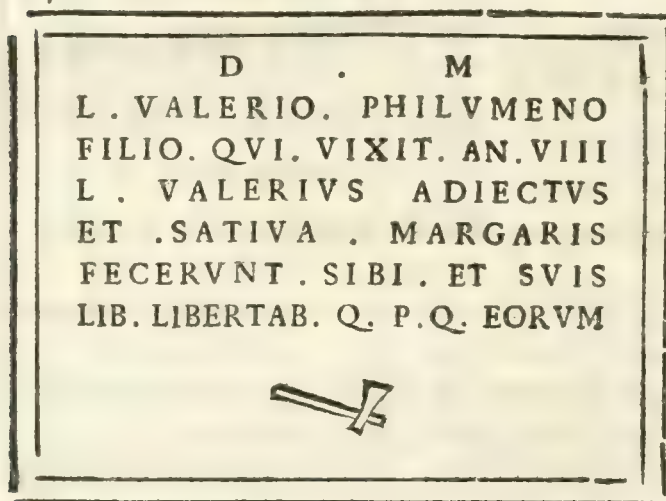 D . M
L . VALERIO. PHILVMENO
FILIO. QVI. VIXIT. AN. VIII
L . VALERIVS ADIECTVS
ET .SATIVA . MARGARIS
FECERVNT . SIBI . ET SVIS
LIB. LIBERTAB. Q. P.Q. EORVM